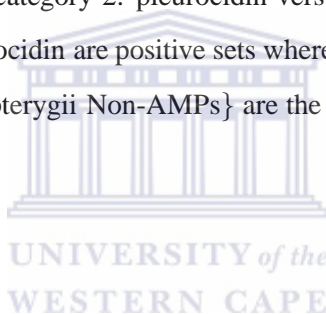 category 2: pleurocidin vers
ocidin are positive sets where
pterygii Non-AMPs} are the
UNIVERSITY of the
WESTERN CAPE